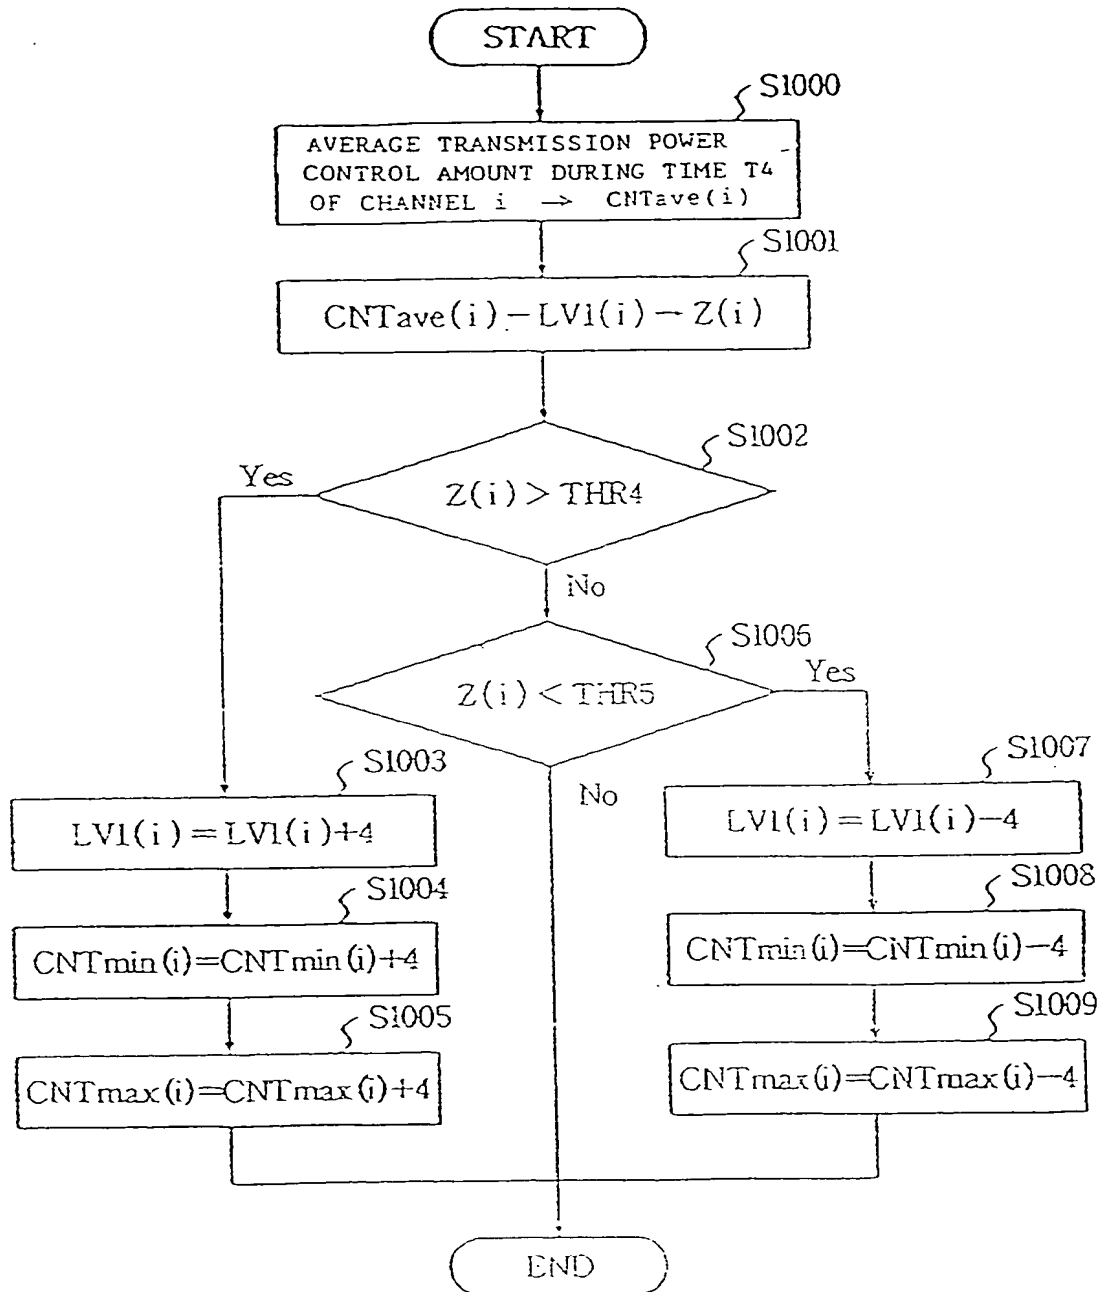 START
S1000
AVERAGE TRANSMISSION POWER
CONTROL AMOUNT DURING TIME T4
OF CHANNEL i → CNTave(i)
S1001
CNTave(i)−LV1(i)→Z(i)
S1002
Yes
Z(i)>THR4
No
S1006
Yes
Z(i)<THR5
No
S1003
LV1(i)=LV1(i)+4
S1007
LV1(i)=LV1(i)−4
S1004
CNTmin(i)=CNTmin(i)+4
S1008
CNTmin(i)=CNTmin(i)−4
S1005
CNTmax(i)=CNTmax(i)+4
S1009
CNTmax(i)=CNTmax(i)−4
END